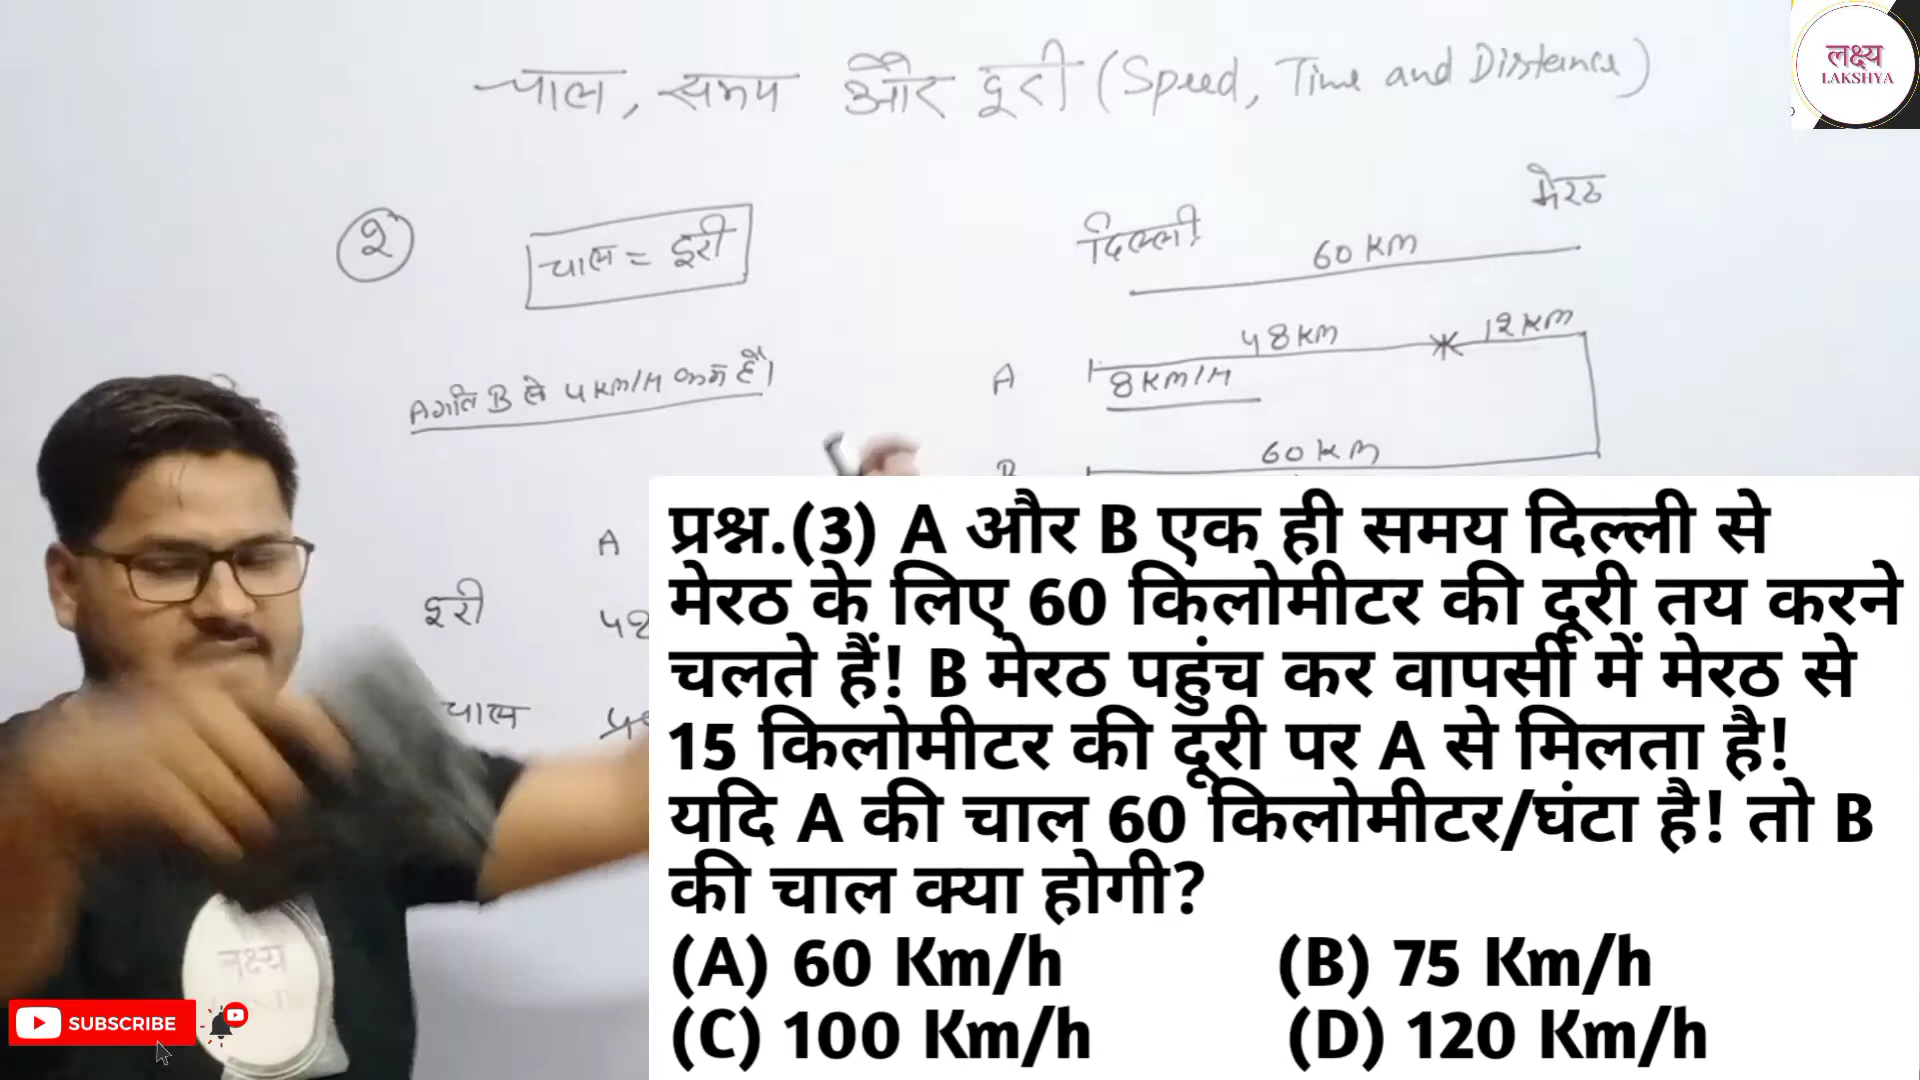 चाल, समय और दूरी (Speed, Time and Distance)
लक्ष्य
LAKSHYA
२
चाल = दूरी
दिल्ली
मेरठ
60 KM
A गति B से 4 KM/H कम है।
A
48 KM
12 KM
8 KM/H
60 KM
A
दूरी
चाल
प्रश्न.(3) A और B एक ही समय दिल्ली से
मेरठ के लिए 60 किलोमीटर की दूरी तय करने
चलते हैं! B मेरठ पहुंच कर वापसी में मेरठ से
15 किलोमीटर की दूरी पर A से मिलता है!
यदि A की चाल 60 किलोमीटर/घंटा है! तो B
की चाल क्या होगी?
(A) 60 Km/h (B) 75 Km/h
(C) 100 Km/h (D) 120 Km/h
लक्ष्य
SUBSCRIBE